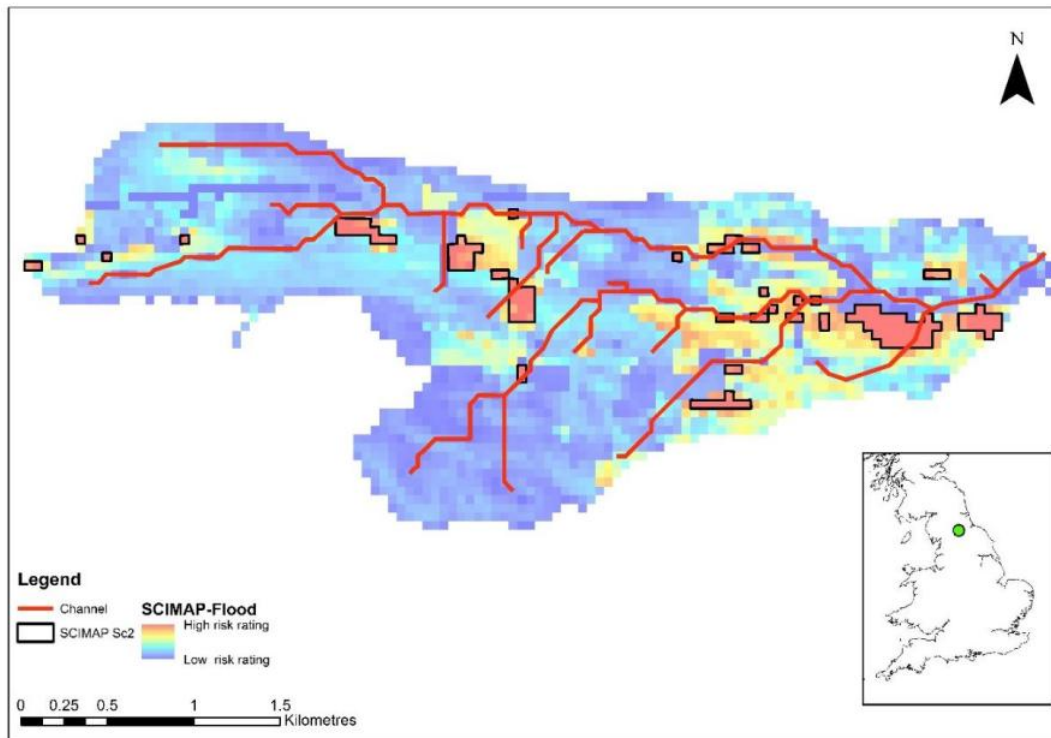 N
Legend
Channel
SCIMAP Sc2
SCIMAP-Flood
High risk rating
Low risk rating
0 0.25 0.5 1 1.5
Kilometres